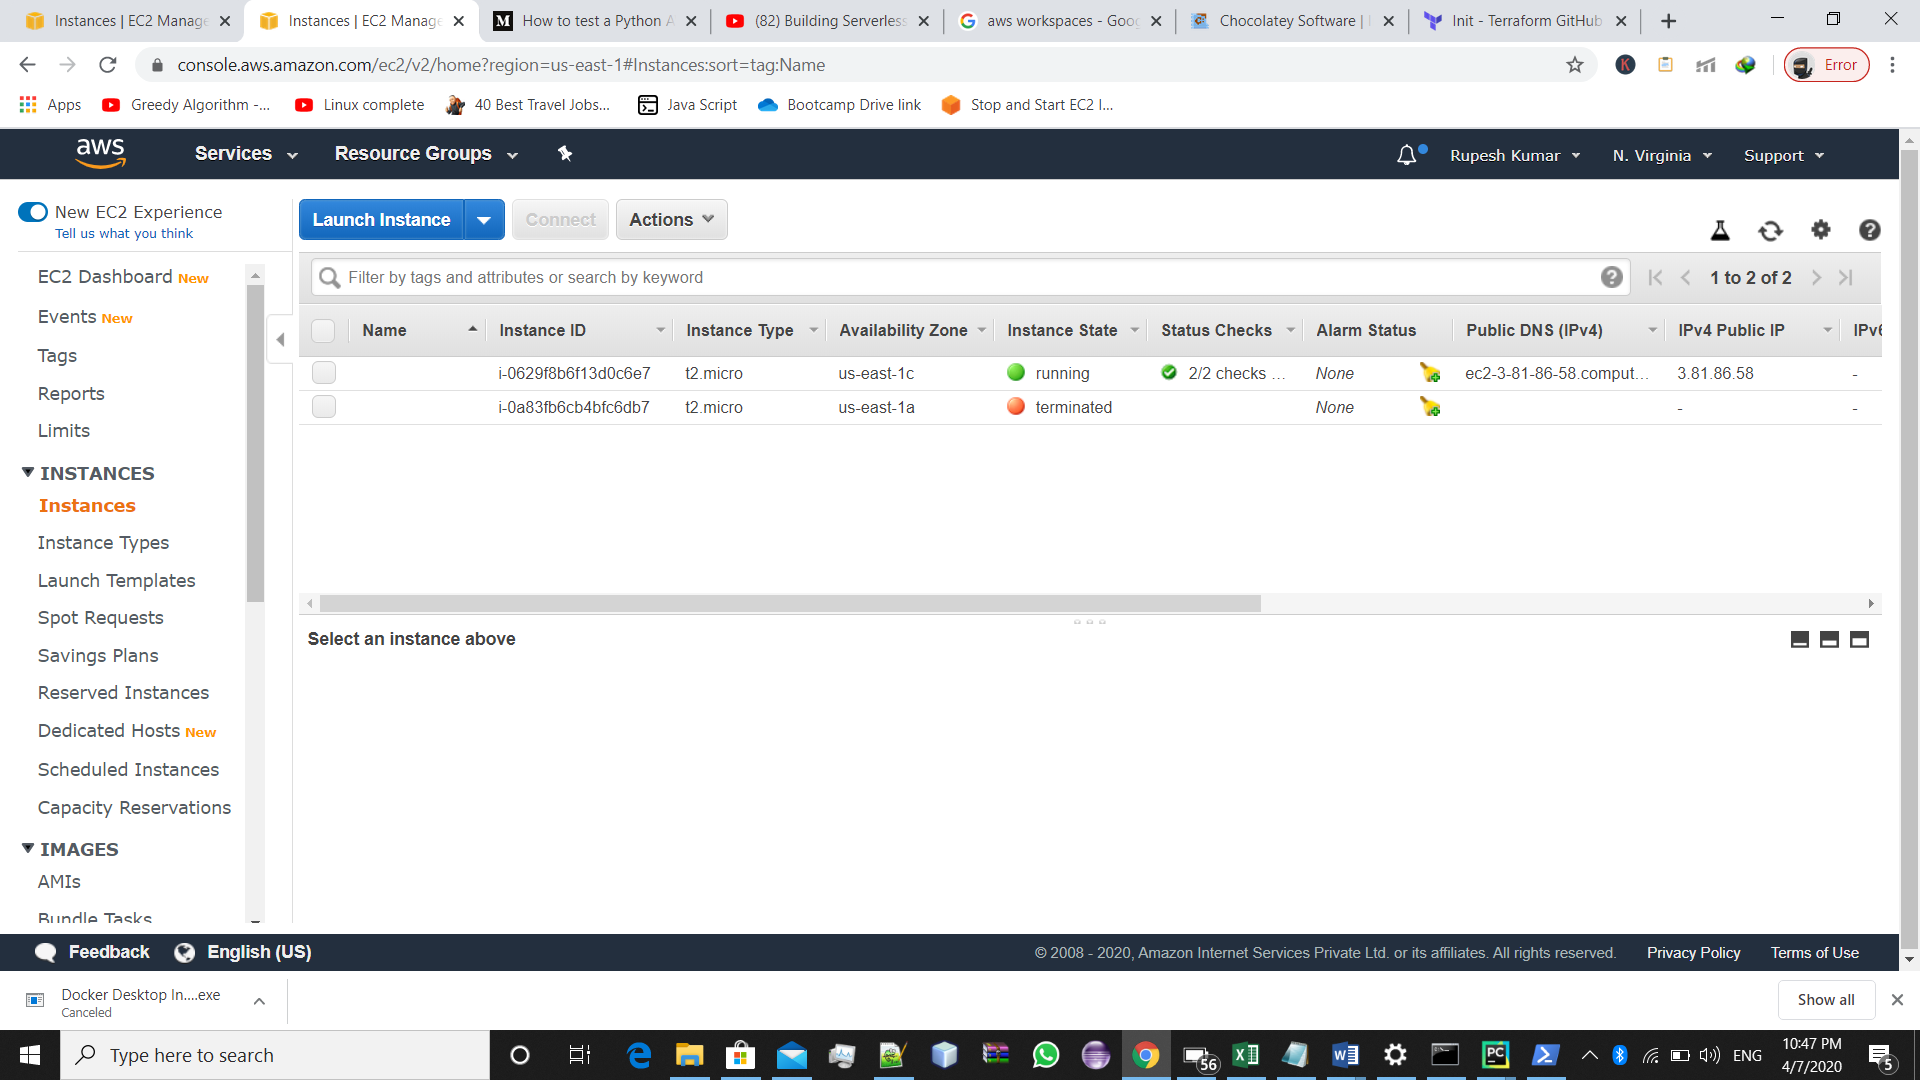 Instances | EC2 Manage
Instances | EC2 Manage
How to test a Python A
(82) Building Serverless
aws workspaces - Goo
Chocolatey Software |
Init - Terraform GitHub
console.aws.amazon.com/ec2/v2/home?region=us-east-1#Instances:sort=tag:Name
Error
Apps
Greedy Algorithm -...
Linux complete
40 Best Travel Jobs...
Java Script
Bootcamp Drive link
Stop and Start EC2 I...
aws
Services
Resource Groups
Rupesh Kumar
N. Virginia
Support
New EC2 Experience
Tell us what you think
EC2 Dashboard New
Events New
Tags
Reports
Limits
INSTANCES
Instances
Instance Types
Launch Templates
Spot Requests
Savings Plans
Reserved Instances
Dedicated Hosts New
Scheduled Instances
Capacity Reservations
IMAGES
AMIs
Bundle Tasks
Launch Instance
Connect
Actions
Filter by tags and attributes or search by keyword
1 to 2 of 2
Name Instance ID Instance Type Availability Zone Instance State Status Checks Alarm Status Public DNS (IPv4) IPv4 Public IP IPv6
i-0629f8b6f13d0c6e7 t2.micro us-east-1c running 2/2 checks ... None ec2-3-81-86-58.comput... 3.81.86.58 -
i-0a83fb6cb4bfc6db7 t2.micro us-east-1a terminated None - -
Select an instance above
Feedback
English (US)
© 2008 - 2020, Amazon Internet Services Private Ltd. or its affiliates. All rights reserved.
Privacy Policy
Terms of Use
Docker Desktop In....exe
Canceled
Show all
Type here to search
56
ENG
10:47 PM
4/7/2020
5